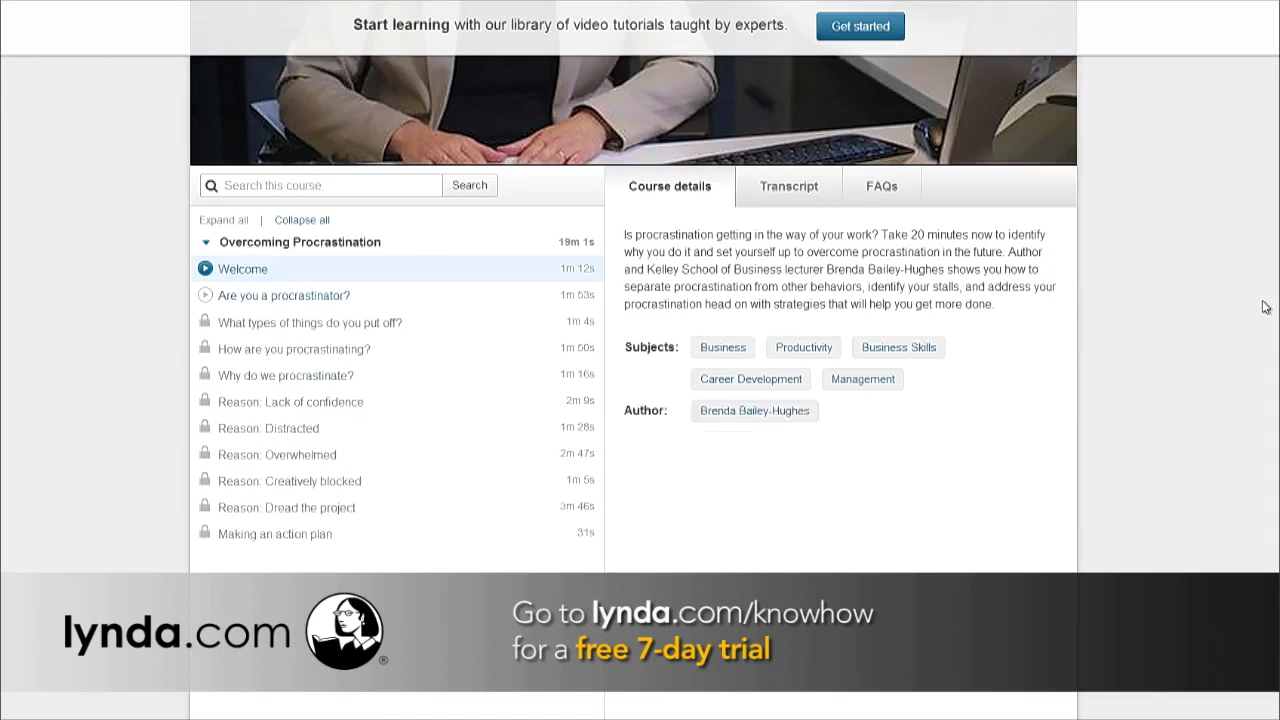 Start learning with our library of video tutorials taught by experts.
Get started
Search this course
Search
Expand all | Collapse all
Overcoming Procrastination 19m 1s
Welcome 1m 12s
Are you a procrastinator? 1m 53s
What types of things do you put off? 1m 4s
How are you procrastinating? 1m 50s
Why do we procrastinate? 1m 16s
Reason: Lack of confidence 2m 9s
Reason: Distracted 1m 28s
Reason: Overwhelmed 2m 47s
Reason: Creatively blocked 1m 5s
Reason: Dread the project 3m 46s
Making an action plan 31s
Course details
Transcript
FAQs
Is procrastination getting in the way of your work? Take 20 minutes now to identify
why you do it and set yourself up to overcome procrastination in the future. Author
and Kelley School of Business lecturer Brenda Bailey-Hughes shows you how to
separate procrastination from other behaviors, identify your stalls, and address your
procrastination head on with strategies that will help you get more done.
Subjects: Business Productivity Business Skills
Career Development Management
Author: Brenda Bailey-Hughes
lynda.com ®
Go to lynda.com/knowhow
for a free 7-day trial